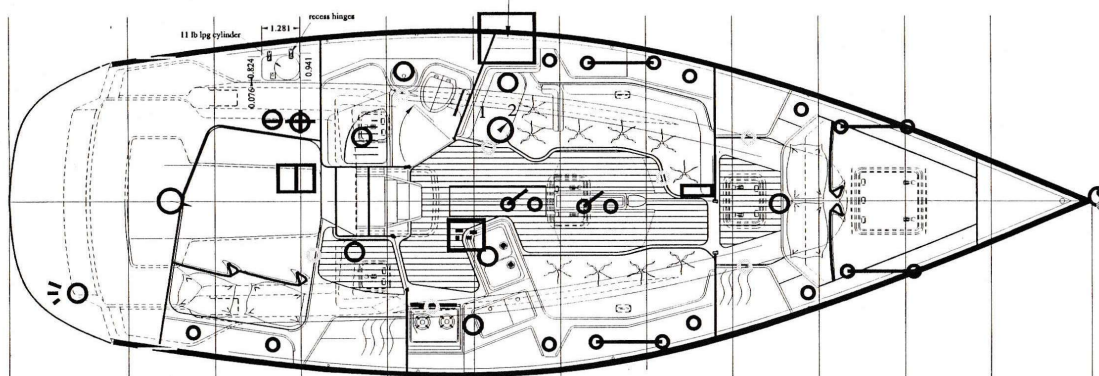 recess hinges
1.281
11 lb lpg cylinder
0.824
0.076
0.941
1 2